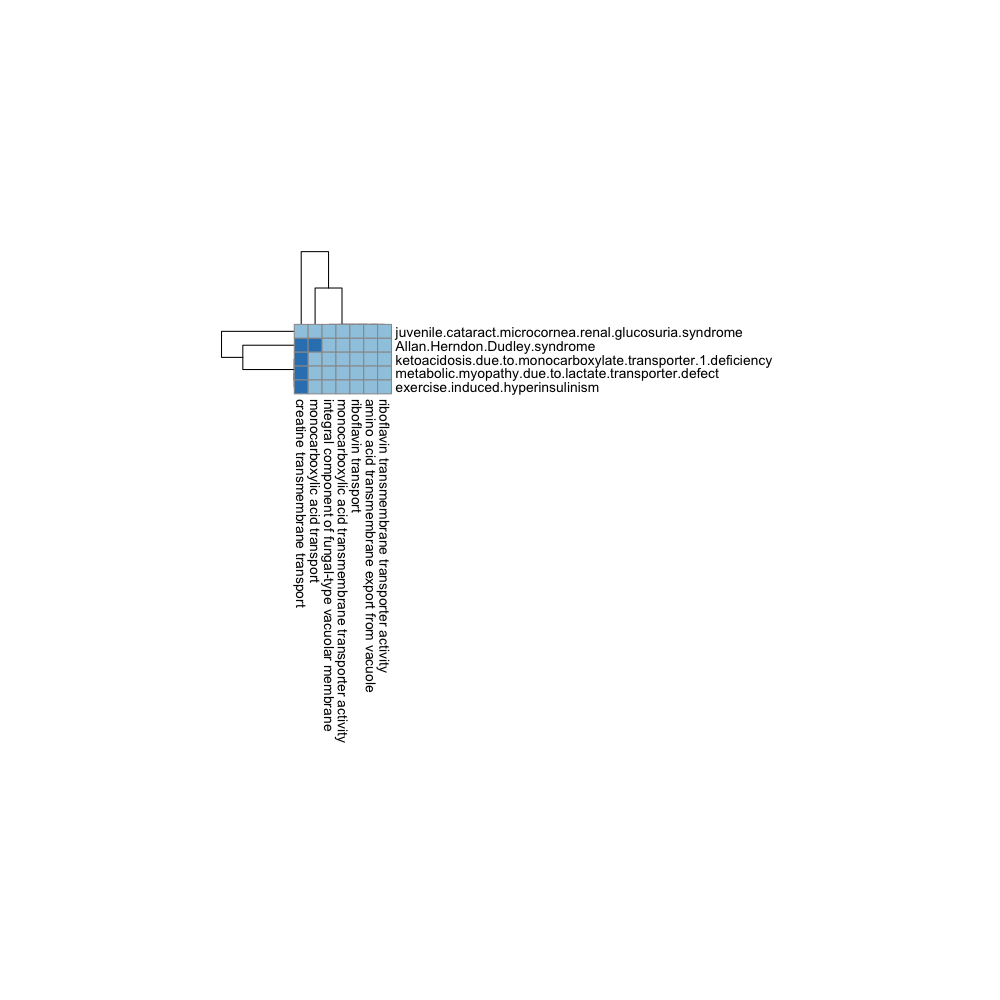 juvenile.cataract.microcornea.renal.glucosuria.syndrome
Allan.Herndon.Dudley.syndrome
ketoacidosis.due.to.monocarboxylate.transporter.1.deficiency
metabolic.myopathy.due.to.lactate.transporter.defect
exercise.induced.hyperinsulinism
creatine transmembrane transport
monocarboxylic acid transport
integral component of fungal-type vacuolar membrane
monocarboxylic acid transmembrane transporter activity
riboflavin transport
amino acid transmembrane export from vacuole
riboflavin transmembrane transporter activity